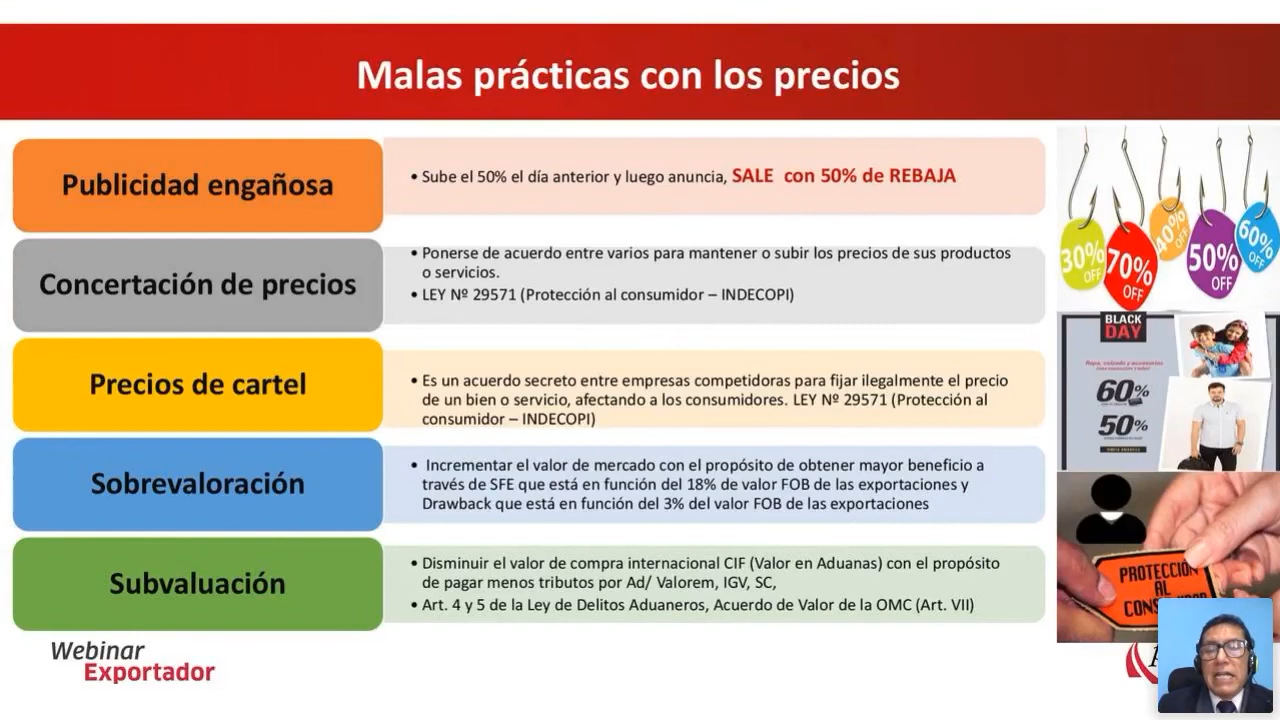 Malas prácticas con los precios
Publicidad engañosa
• Sube el 50% el día anterior y luego anuncia, SALE con 50% de REBAJA
Concertación de precios
• Ponerse de acuerdo entre varios para mantener o subir los precios de sus productos
o servicios.
• LEY Nº 29571 (Protección al consumidor – INDECOPI)
Precios de cartel
• Es un acuerdo secreto entre empresas competidoras para fijar ilegalmente el precio
de un bien o servicio, afectando a los consumidores. LEY Nº 29571 (Protección al
consumidor – INDECOPI)
Sobrevaloración
• Incrementar el valor de mercado con el propósito de obtener mayor beneficio a
través de SFE que está en función del 18% de valor FOB de las exportaciones y
Drawback que está en función del 3% del valor FOB de las exportaciones
Subvaluación
• Disminuir el valor de compra internacional CIF (Valor en Aduanas) con el propósito
de pagar menos tributos por Ad/ Valorem, IGV, SC,
• Art. 4 y 5 de la Ley de Delitos Aduaneros, Acuerdo de Valor de la OMC (Art. VII)
30% OFF
70% OFF
40% OFF
50% OFF
60% OFF
BLACK
DAY
60%
50%
PROTECCIÓN
AL
Webinar
Exportador